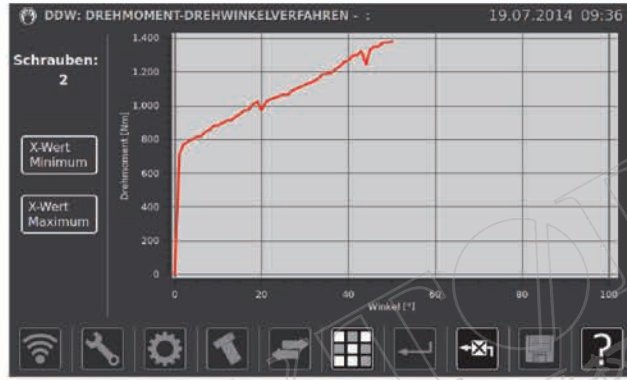 DDW: DREHMOMENT-DREHWINKELVERFAHREN - :
19.07.2014 09:36
Schrauben:
2
X-Wert
Minimum
X-Wert
Maximum
Drehmoment [Nm]
1.400
1.200
1.000
800
600
400
200
0
0 20 40 60 80 100
Winkel [°]
?